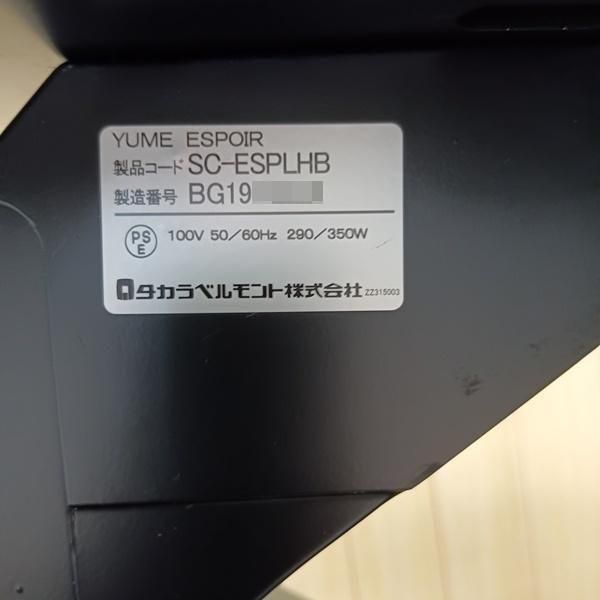 YUME ESPOIR
製品コード SC-ESPLHB
製造番号 BG19
PS
E
100V 50/60Hz 290/350W
タカラベルモント株式会社 ZZ315003